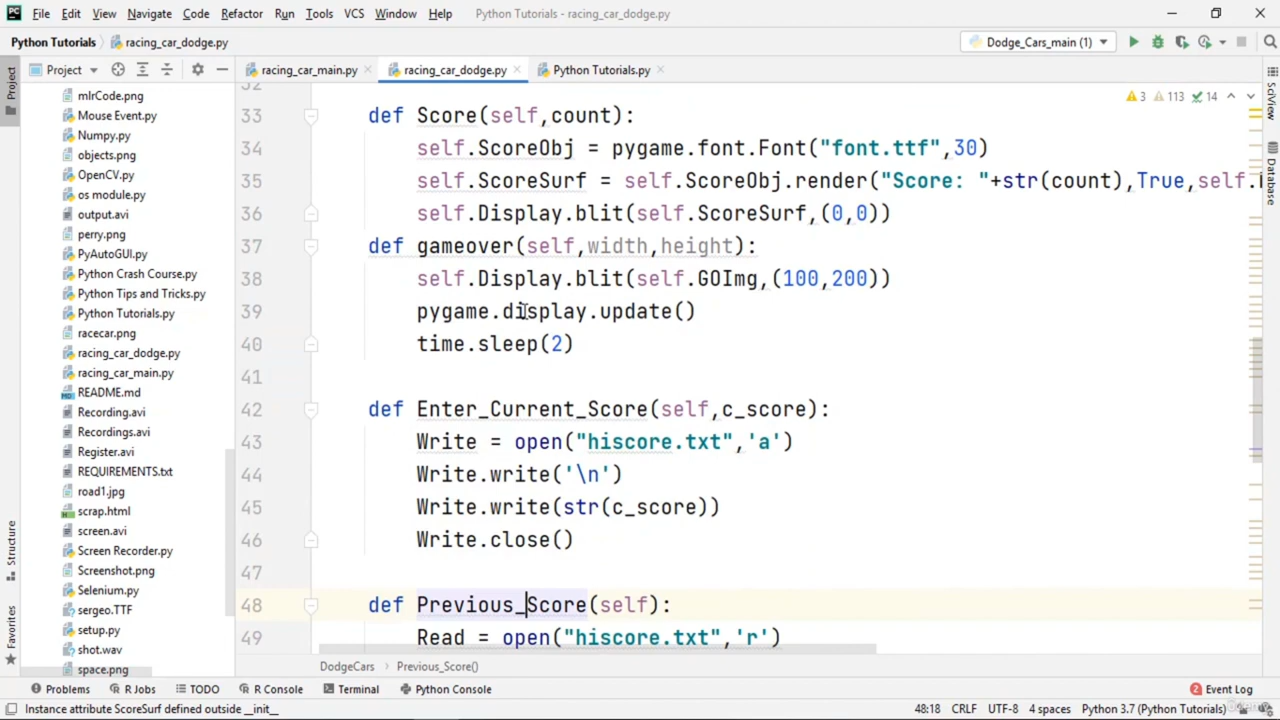 PC File Edit View Navigate Code Refactor Run Tools VCS Window Help Python Tutorials - racing_car_dodge.py
Python Tutorials racing_car_dodge.py Dodge_Cars_main (1)
Project racing_car_main.py racing_car_dodge.py Python Tutorials.py
Project
Structure
Favorites
SciView
Database
3 113 14
mlrCode.png
Mouse Event.py
Numpy.py
objects.png
OpenCV.py
os module.py
output.avi
perry.png
PyAutoGUI.py
Python Crash Course.py
Python Tips and Tricks.py
Python Tutorials.py
racecar.png
racing_car_dodge.py
racing_car_main.py
README.md
Recording.avi
Recordings.avi
Register.avi
REQUIREMENTS.txt
road1.jpg
scrap.html
screen.avi
Screen Recorder.py
Screenshot.png
Selenium.py
sergeo.TTF
setup.py
shot.wav
space.png
32
33 def Score(self,count):
34 self.ScoreObj = pygame.font.Font("font.ttf",30)
35 self.ScoreSurf = self.ScoreObj.render("Score: "+str(count),True,self.
36 self.Display.blit(self.ScoreSurf,(0,0))
37 def gameover(self,width,height):
38 self.Display.blit(self.GOImg,(100,200))
39 pygame.display.update()
40 time.sleep(2)
41
42 def Enter_Current_Score(self,c_score):
43 Write = open("hiscore.txt",'a')
44 Write.write('\n')
45 Write.write(str(c_score))
46 Write.close()
47
48 def Previous_Score(self):
49 Read = open("hiscore.txt",'r')
DodgeCars Previous_Score()
Problems R Jobs TODO R Console Terminal Python Console 2 Event Log
Instance attribute ScoreSurf defined outside __init__ 48:18 CRLF UTF-8 4 spaces Python 3.7 (Python Tutorials)